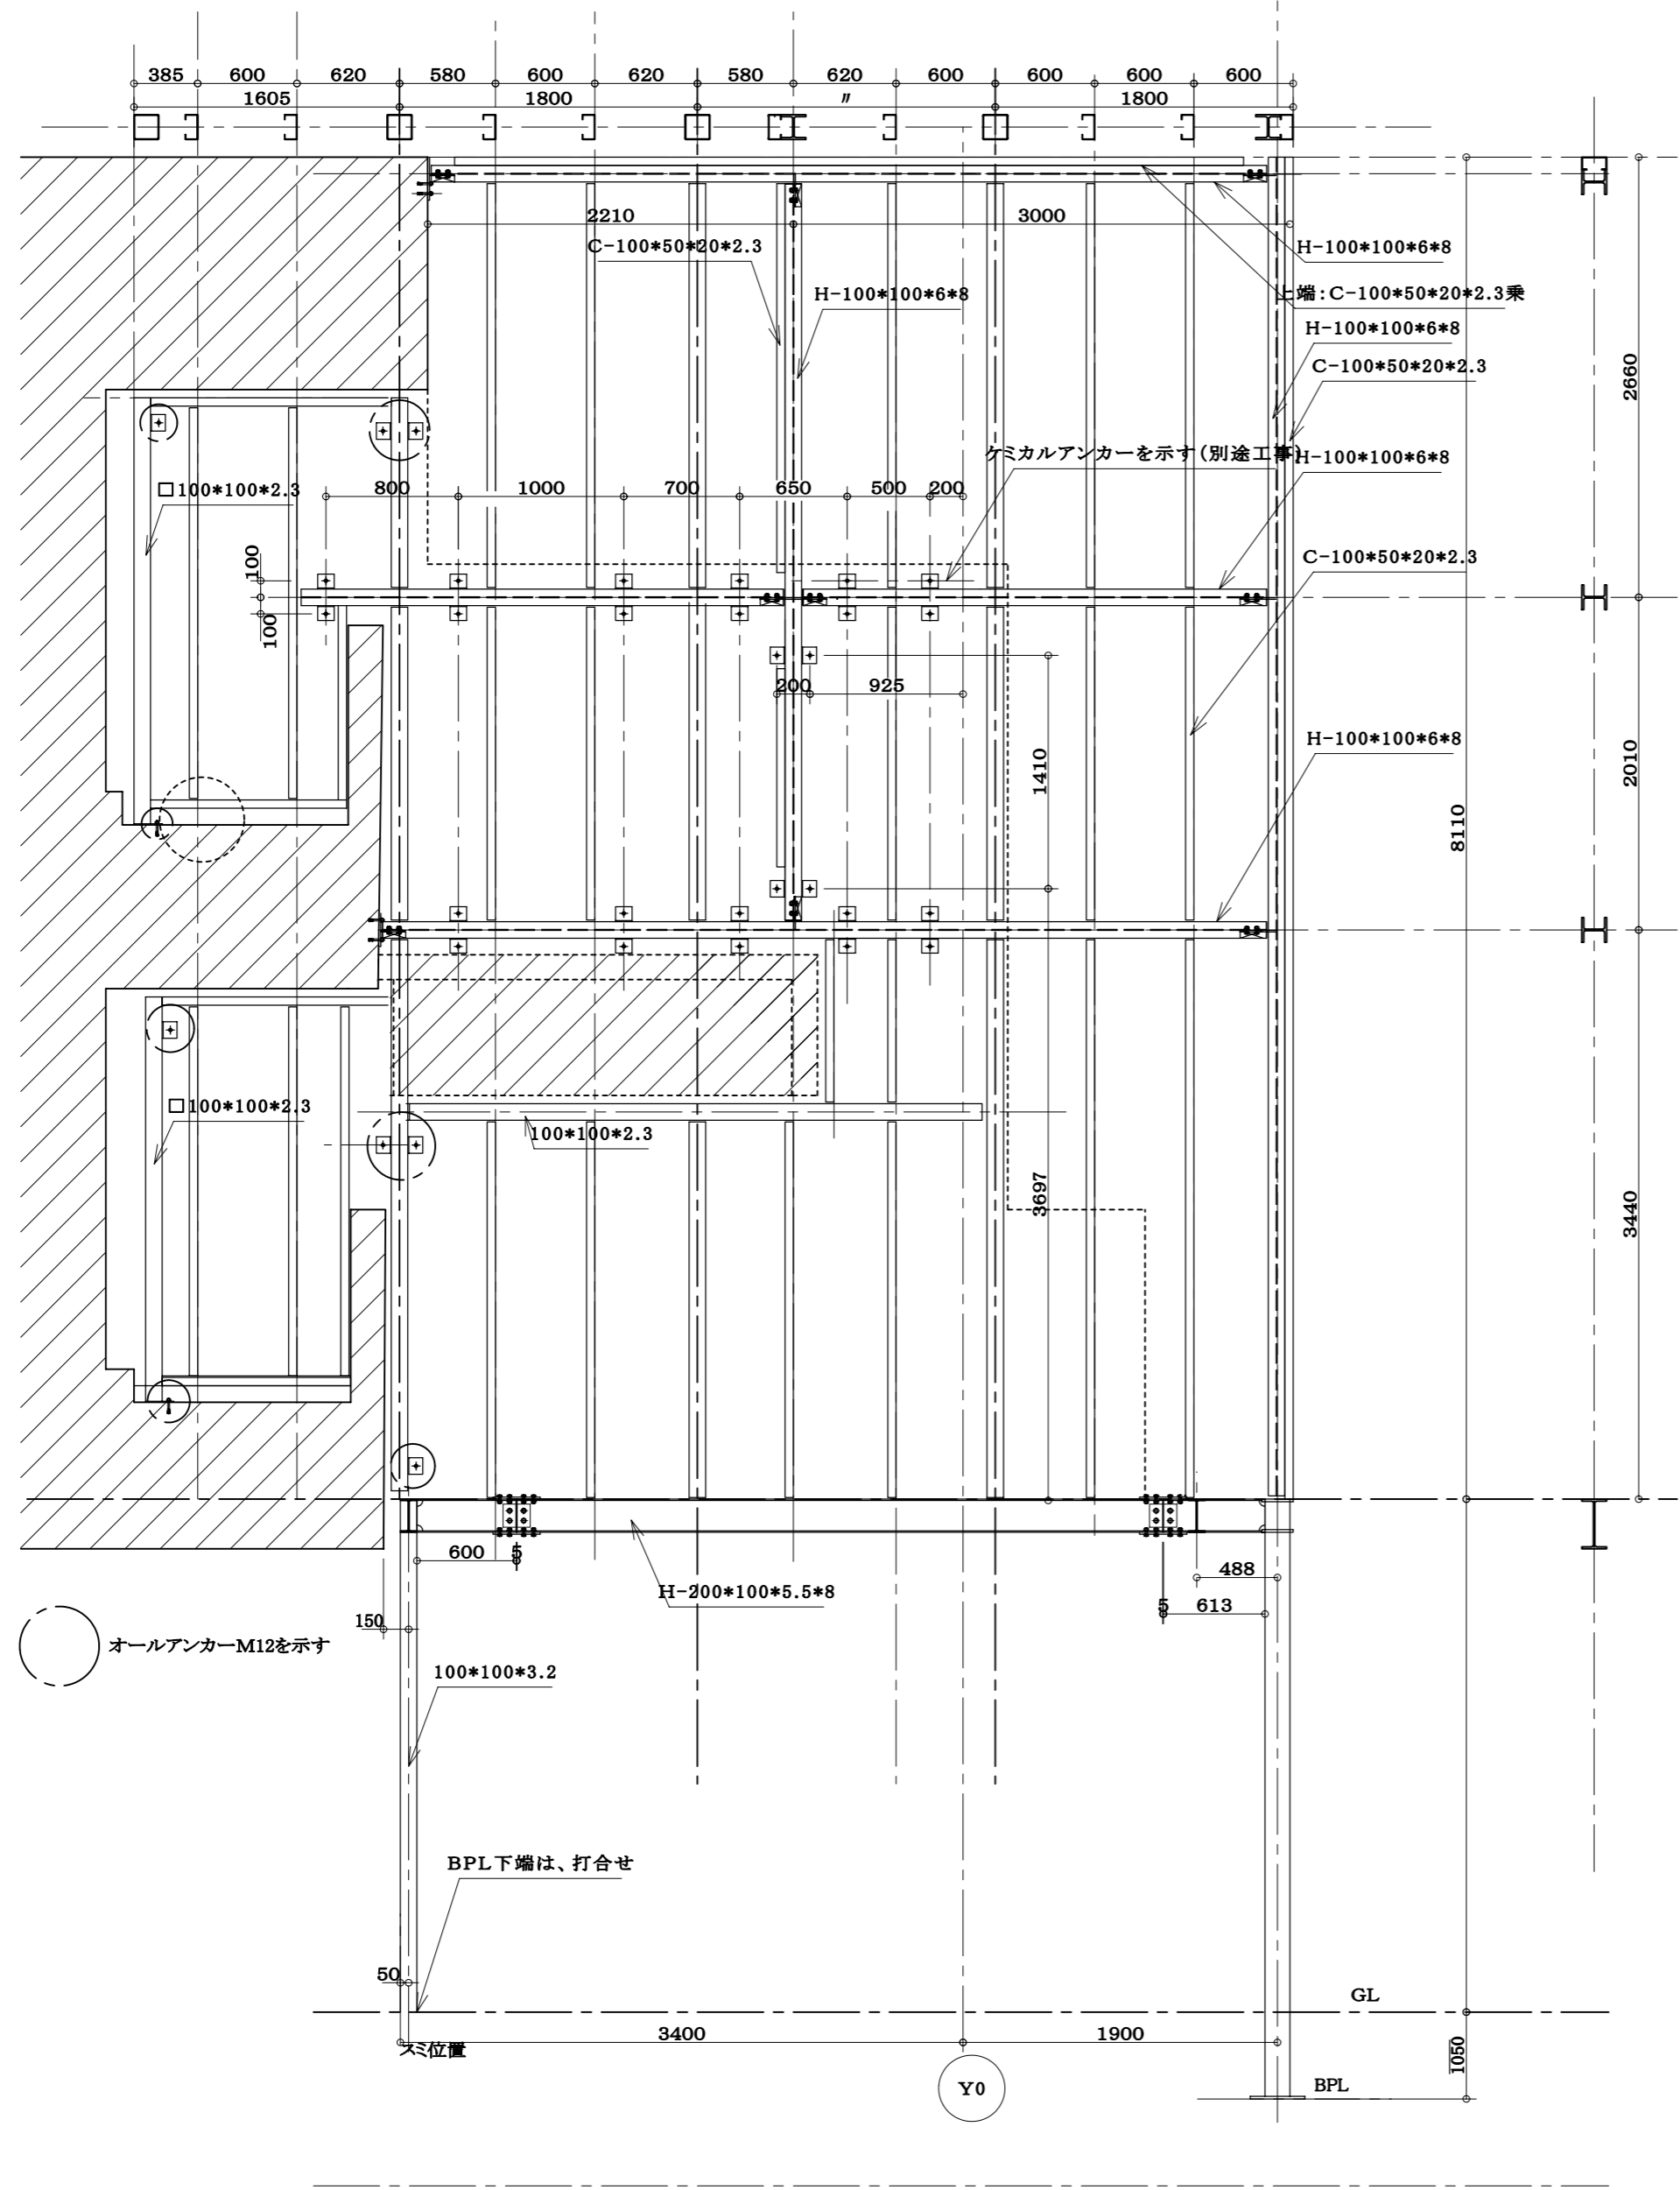 385 600 620 580 600 620 580 620 600 600 600 600
1605 1800 〃 1800
2210 3000
C-100*50*20*2.3
H-100*100*6*8
H-100*100*6*8
上端:C-100*50*20*2.3乗
H-100*100*6*8
C-100*50*20*2.3
2660
ケミカルアンカーを示す(別途工事)
H-100*100*6*8
□100*100*2.3
800 1000 700 650 500 200
100
100
C-100*50*20*2.3
200 925
H-100*100*6*8
1410
2010
8110
□100*100*2.3
100*100*2.3
3697
3440
600 5
488
H-200*100*5.5*8
5 613
150
オールアンカーM12を示す
100*100*3.2
BPL下端は、打合せ
50
GL
3400 1900
スミ位置
1050
Y0
BPL